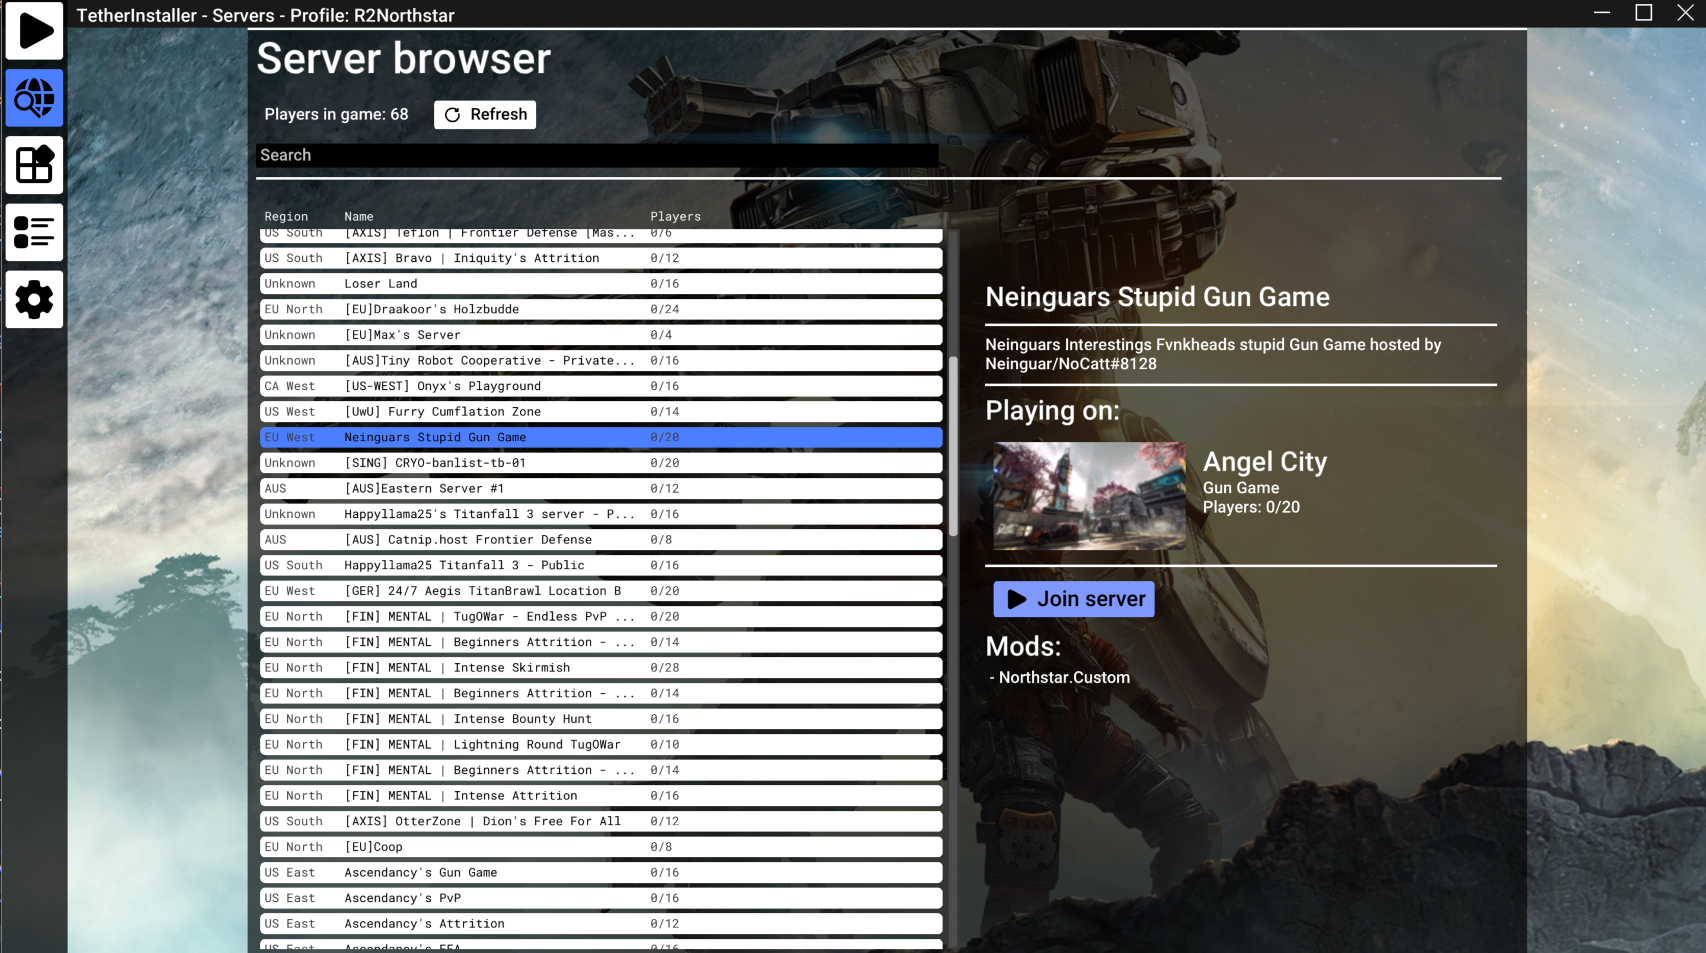 TetherInstaller - Servers - Profile: R2Northstar
Server browser
Players in game: 68
Refresh
Search
Region Name Players
US South [AXIS] Teflon | Frontier Defense [Mas... 0/6
US South [AXIS] Bravo | Iniquity's Attrition 0/12
Unknown Loser Land 0/16
EU North [EU]Draakoor's Holzbudde 0/24
Unknown [EU]Max's Server 0/4
Unknown [AUS]Tiny Robot Cooperative - Private... 0/16
CA West [US-WEST] Onyx's Playground 0/16
US West [UwU] Furry Cumflation Zone 0/14
EU West Neinguars Stupid Gun Game 0/20
Unknown [SING] CRYO-banlist-tb-01 0/20
AUS [AUS]Eastern Server #1 0/12
Unknown Happyllama25's Titanfall 3 server - P... 0/16
AUS [AUS] Catnip.host Frontier Defense 0/8
US South Happyllama25 Titanfall 3 - Public 0/16
EU West [GER] 24/7 Aegis TitanBrawl Location B 0/20
EU North [FIN] MENTAL | TugOWar - Endless PvP ... 0/20
EU North [FIN] MENTAL | Beginners Attrition - ... 0/14
EU North [FIN] MENTAL | Intense Skirmish 0/28
EU North [FIN] MENTAL | Beginners Attrition - ... 0/14
EU North [FIN] MENTAL | Intense Bounty Hunt 0/16
EU North [FIN] MENTAL | Lightning Round TugOWar 0/10
EU North [FIN] MENTAL | Beginners Attrition - ... 0/14
EU North [FIN] MENTAL | Intense Attrition 0/16
US South [AXIS] OtterZone | Dion's Free For All 0/12
EU North [EU]Coop 0/8
US East Ascendancy's Gun Game 0/16
US East Ascendancy's PvP 0/16
US East Ascendancy's Attrition 0/12
US East Ascendancy's FFA 0/16
Neinguars Stupid Gun Game
Neinguars Interestings Fvnkheads stupid Gun Game hosted by
Neinguar/NoCatt#8128
Playing on:
Angel City
Gun Game
Players: 0/20
Join server
Mods:
- Northstar.Custom